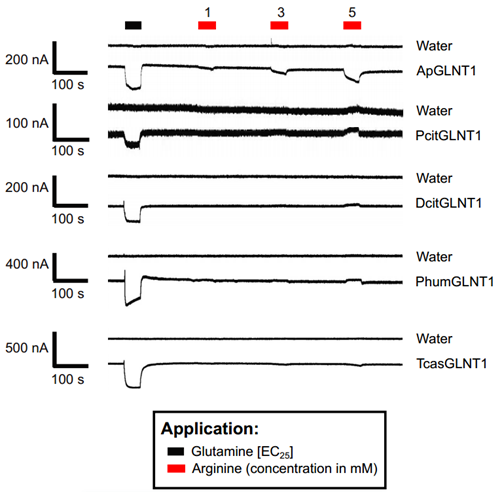 1 3 5
Water
200 nA
ApGLNT1
100 s
Water
100 nA
PcitGLNT1
100 s
Water
200 nA
DcitGLNT1
100 s
Water
400 nA
PhumGLNT1
100 s
Water
500 nA
TcasGLNT1
100 s
Application:
Glutamine [EC25]
Arginine (concentration in mM)